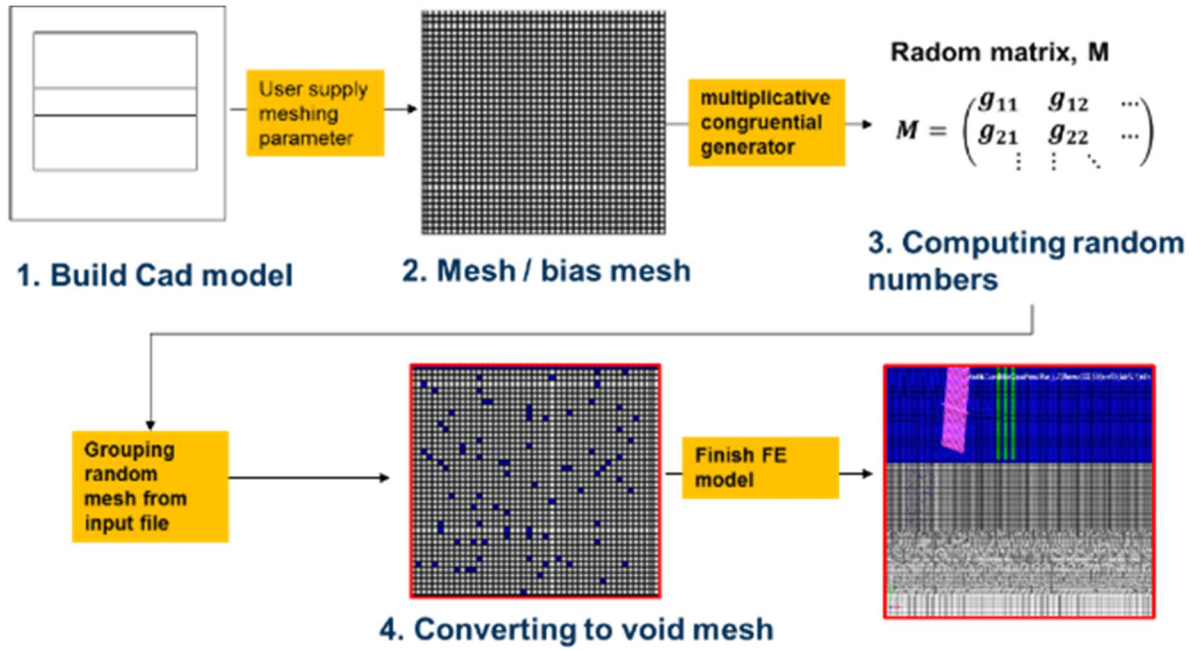 User supply
meshing
parameter
multiplicative
congruential
generator
Radom matrix, M
M = ( g11 g12 ...
g21 g22 ...
⋮ ⋮ ⋱ )
1. Build Cad model
2. Mesh / bias mesh
3. Computing random
numbers
Grouping
random
mesh from
input file
Finish FE
model
4. Converting to void mesh